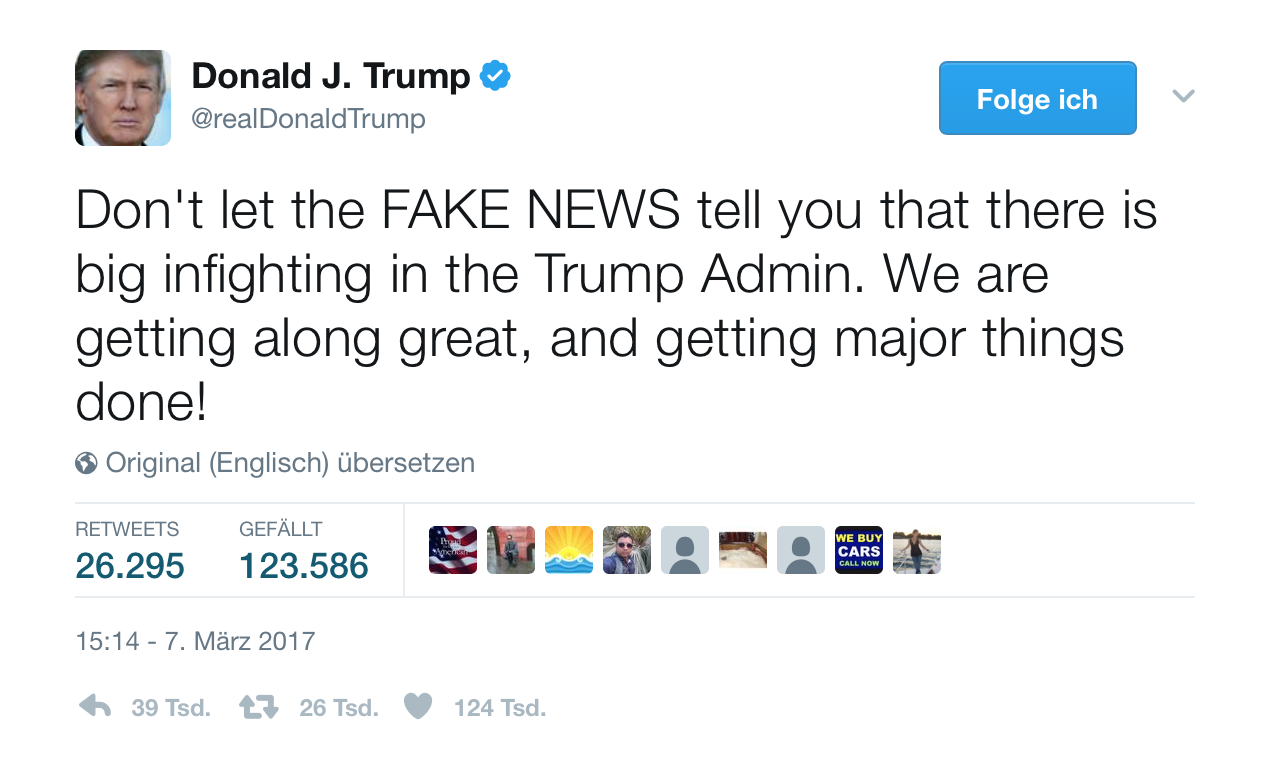 Donald J. Trump
@realDonaldTrump
Folge ich
Don't let the FAKE NEWS tell you that there is
big infighting in the Trump Admin. We are
getting along great, and getting major things
done!
Original (Englisch) übersetzen
RETWEETS
26.295
GEFÄLLT
123.586
Proud
American
WE BUY
CARS
CALL NOW
15:14 - 7. März 2017
39 Tsd.
26 Tsd.
124 Tsd.